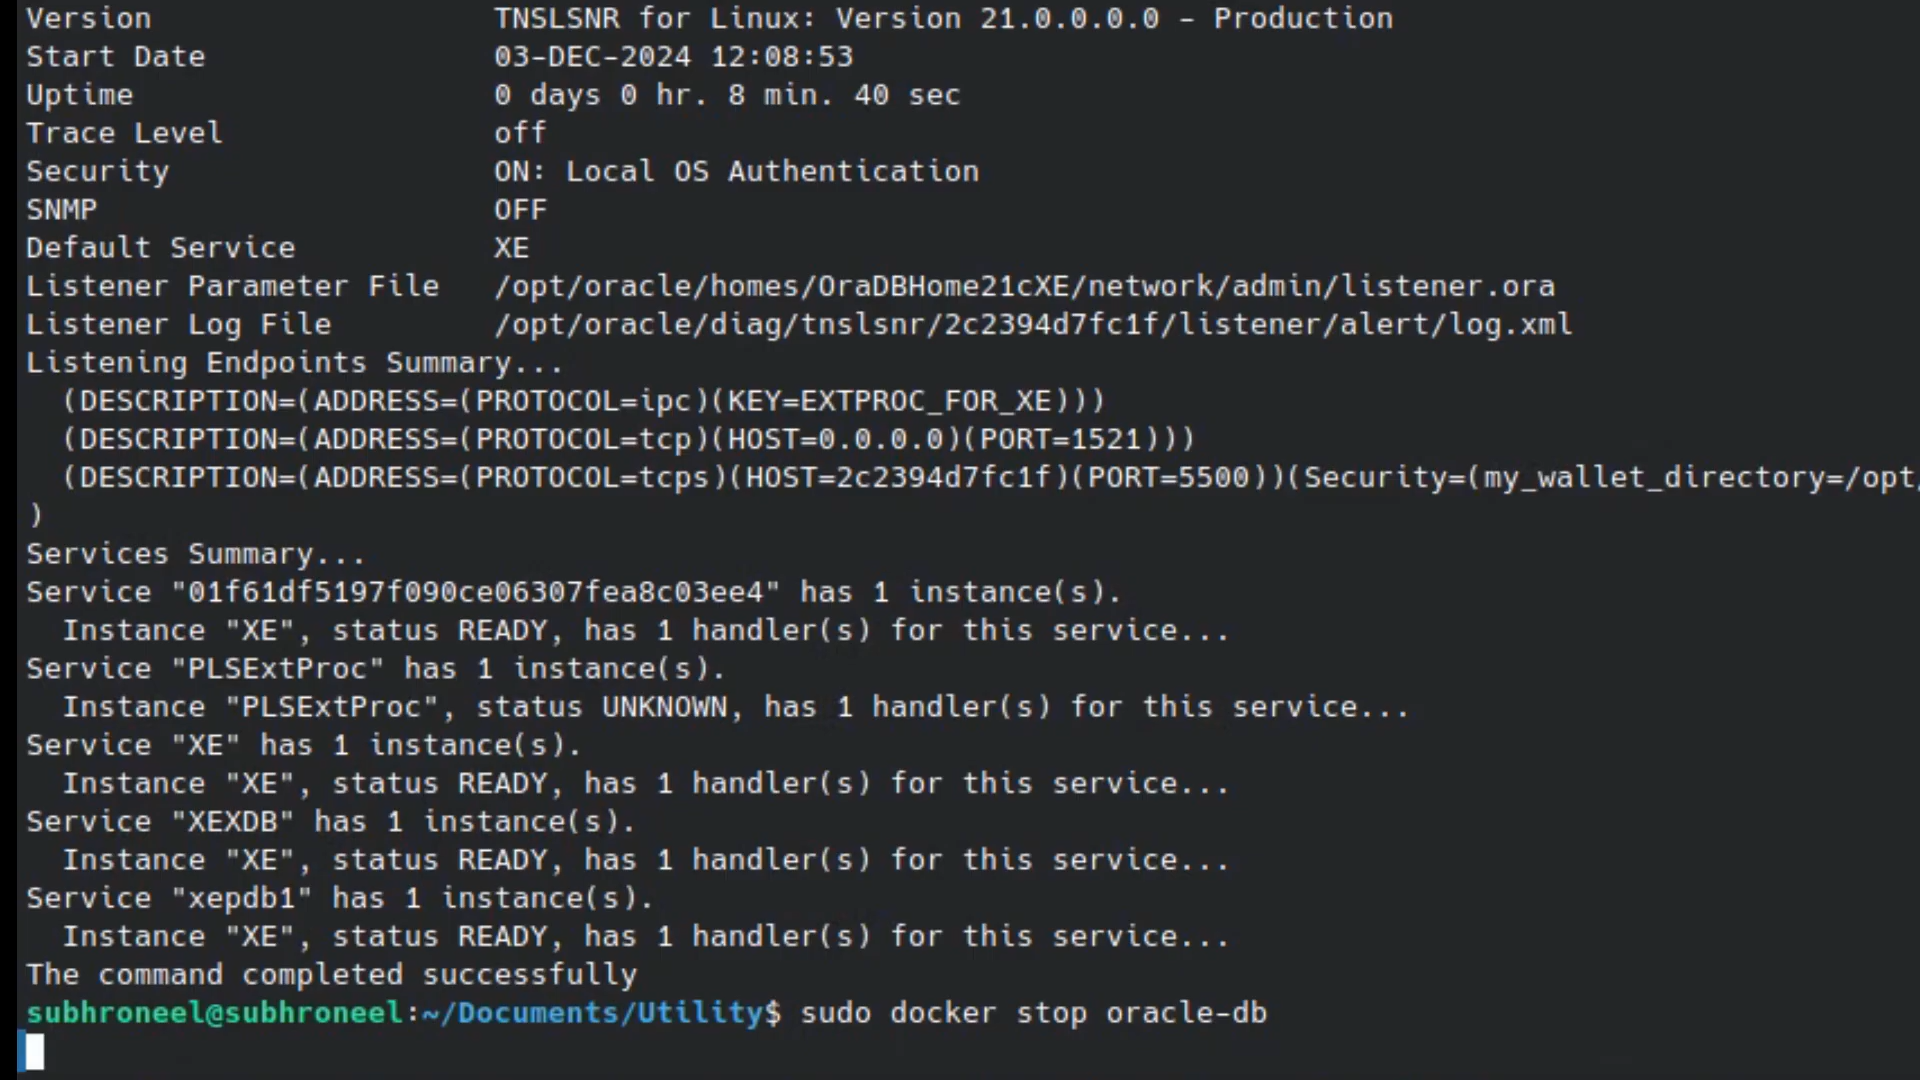 Version                   TNSLSNR for Linux: Version 21.0.0.0.0 - Production
Start Date                03-DEC-2024 12:08:53
Uptime                    0 days 0 hr. 8 min. 40 sec
Trace Level               off
Security                  ON: Local OS Authentication
SNMP                      OFF
Default Service           XE
Listener Parameter File   /opt/oracle/homes/OraDBHome21cXE/network/admin/listener.ora
Listener Log File         /opt/oracle/diag/tnslsnr/2c2394d7fc1f/listener/alert/log.xml
Listening Endpoints Summary...
  (DESCRIPTION=(ADDRESS=(PROTOCOL=ipc)(KEY=EXTPROC_FOR_XE)))
  (DESCRIPTION=(ADDRESS=(PROTOCOL=tcp)(HOST=0.0.0.0)(PORT=1521)))
  (DESCRIPTION=(ADDRESS=(PROTOCOL=tcps)(HOST=2c2394d7fc1f)(PORT=5500))(Security=(my_wallet_directory=/opt/
)
Services Summary...
Service "01f61df5197f090ce06307fea8c03ee4" has 1 instance(s).
  Instance "XE", status READY, has 1 handler(s) for this service...
Service "PLSExtProc" has 1 instance(s).
  Instance "PLSExtProc", status UNKNOWN, has 1 handler(s) for this service...
Service "XE" has 1 instance(s).
  Instance "XE", status READY, has 1 handler(s) for this service...
Service "XEXDB" has 1 instance(s).
  Instance "XE", status READY, has 1 handler(s) for this service...
Service "xepdb1" has 1 instance(s).
  Instance "XE", status READY, has 1 handler(s) for this service...
The command completed successfully
subhroneel@subhroneel:~/Documents/Utility$ sudo docker stop oracle-db